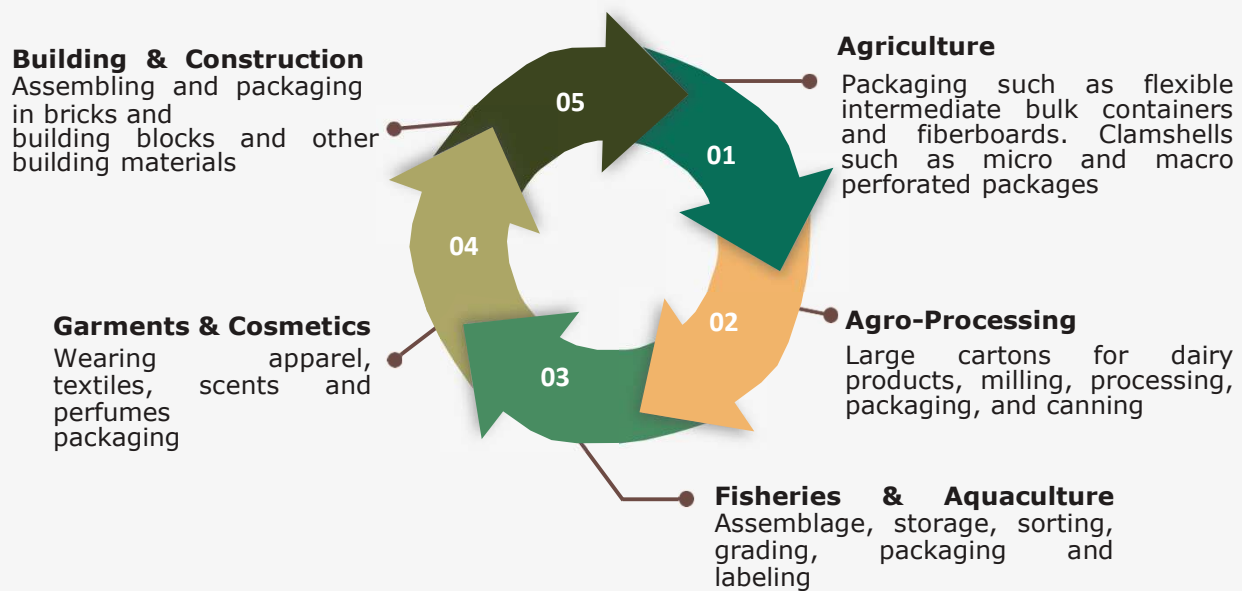 Building & Construction
Assembling and packaging
in bricks and
building blocks and other
building materials
05
Agriculture
Packaging such as flexible
intermediate bulk containers
and fiberboards. Clamshells
such as micro and macro
perforated packages
01
04
Garments & Cosmetics
Wearing apparel,
textiles, scents and
perfumes
packaging
02
Agro-Processing
Large cartons for dairy
products, milling, processing,
packaging, and canning
03
Fisheries & Aquaculture
Assemblage, storage, sorting,
grading, packaging and
labeling